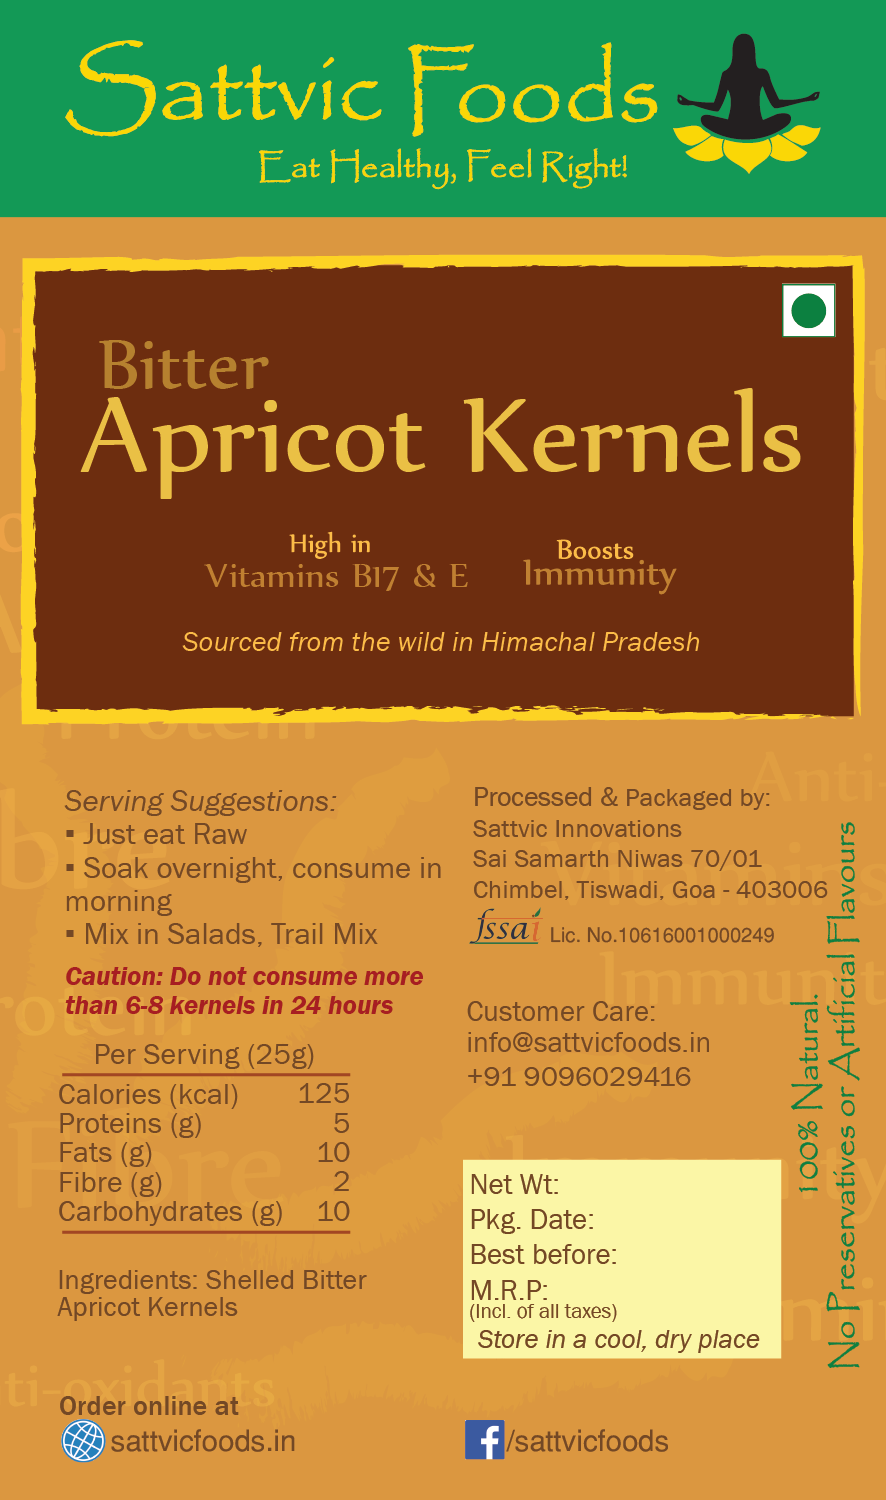 Sattvic Foods
Eat Healthy, Feel Right!
Bitter
Apricot Kernels
High in
Vitamins B17 & E
Boosts
Immunity
Sourced from the wild in Himachal Pradesh
Serving Suggestions:
▪ Just eat Raw
▪ Soak overnight, consume in
morning
▪ Mix in Salads, Trail Mix
Caution: Do not consume more
than 6-8 kernels in 24 hours
Per Serving (25g)
Calories (kcal) 125
Proteins (g) 5
Fats (g) 10
Fibre (g) 2
Carbohydrates (g) 10
Ingredients: Shelled Bitter
Apricot Kernels
Order online at
sattvicfoods.in
Processed & Packaged by:
Sattvic Innovations
Sai Samarth Niwas 70/01
Chimbel, Tiswadi, Goa - 403006
fssai Lic. No.10616001000249
Customer Care:
info@sattvicfoods.in
+91 9096029416
Net Wt:
Pkg. Date:
Best before:
M.R.P:
(Incl. of all taxes)
Store in a cool, dry place
/sattvicfoods
100% Natural.
No Preservatives or Artificial Flavours
Protein
Vitamins
Fibre